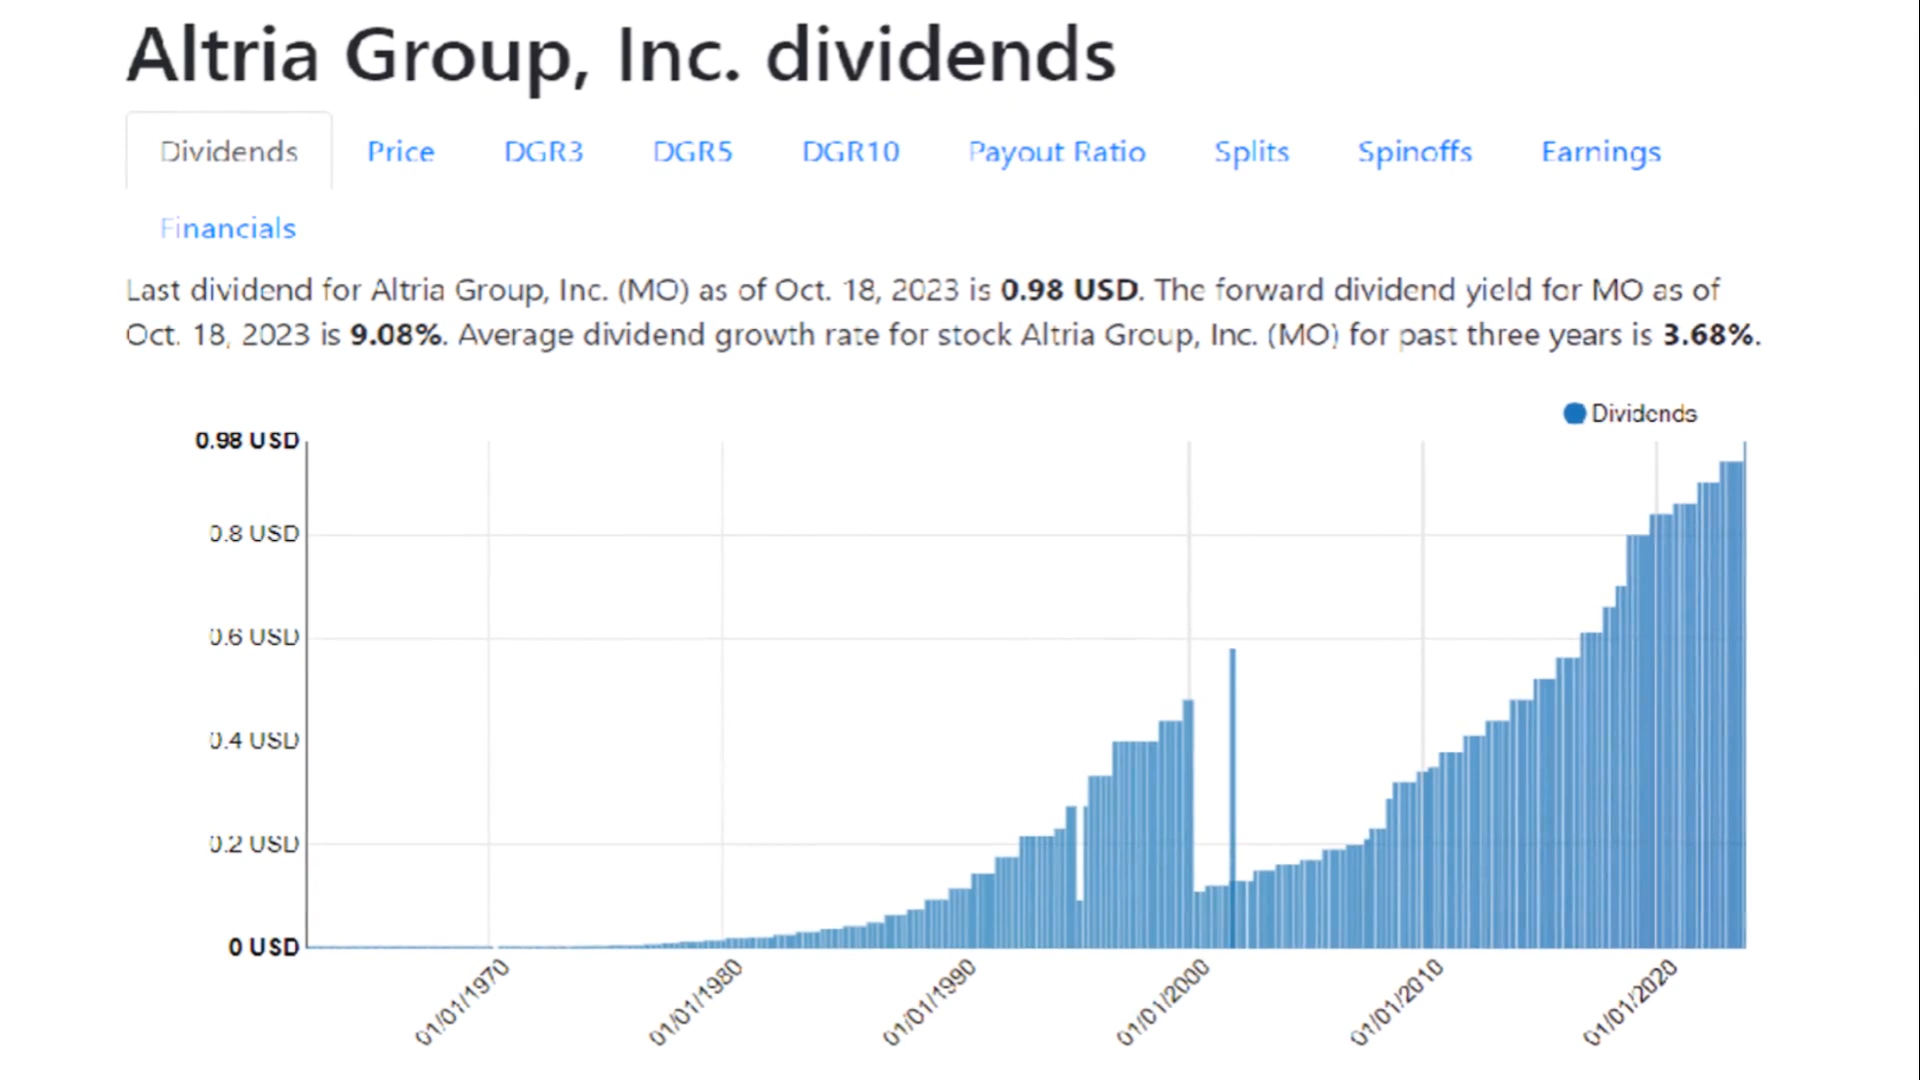 Altria Group, Inc. dividends
Dividends Price DGR3 DGR5 DGR10 Payout Ratio Splits Spinoffs Earnings
Financials
Last dividend for Altria Group, Inc. (MO) as of Oct. 18, 2023 is 0.98 USD. The forward dividend yield for MO as of
Oct. 18, 2023 is 9.08%. Average dividend growth rate for stock Altria Group, Inc. (MO) for past three years is 3.68%.
Dividends
0.98 USD
0.8 USD
0.6 USD
0.4 USD
0.2 USD
0 USD
01/01/1970 01/01/1980 01/01/1990 01/01/2000 01/01/2010 01/01/2020